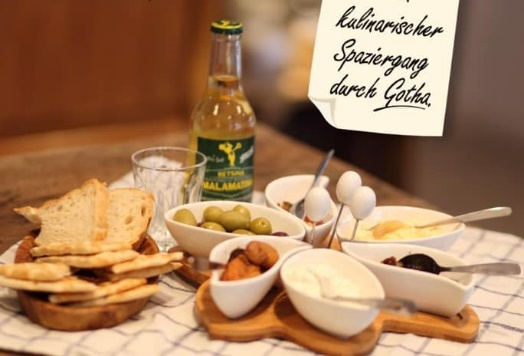 kulinarischer
Spaziergang
durch Gotha.
RETSINA
MALAMATINA